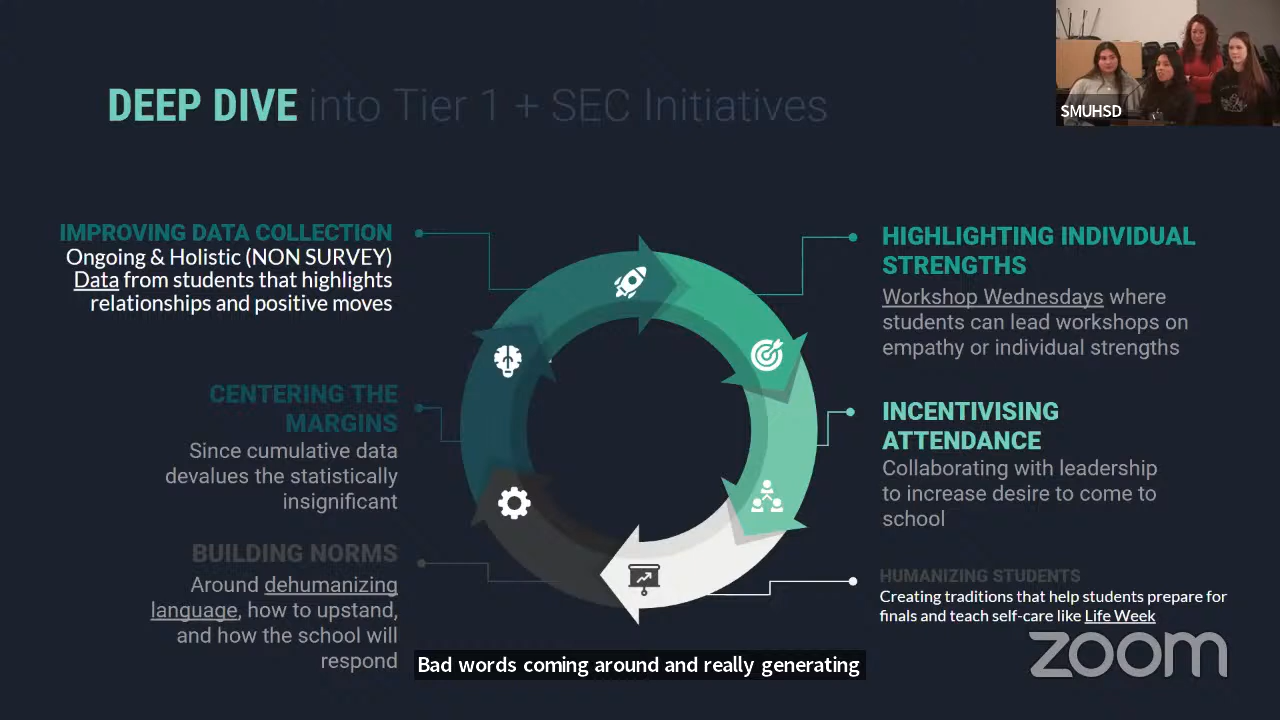 DEEP DIVE into Tier 1 + SEC Initiatives
SMUHSD
IMPROVING DATA COLLECTION
Ongoing & Holistic (NON SURVEY)
Data from students that highlights
relationships and positive moves
CENTERING THE
MARGINS
Since cumulative data
devalues the statistically
insignificant
BUILDING NORMS
Around dehumanizing
language, how to upstand,
and how the school will
respond
HIGHLIGHTING INDIVIDUAL
STRENGTHS
Workshop Wednesdays where
students can lead workshops on
empathy or individual strengths
INCENTIVISING
ATTENDANCE
Collaborating with leadership
to increase desire to come to
school
HUMANIZING STUDENTS
Creating traditions that help students prepare for
finals and teach self-care like Life Week
zoom
Bad words coming around and really generating